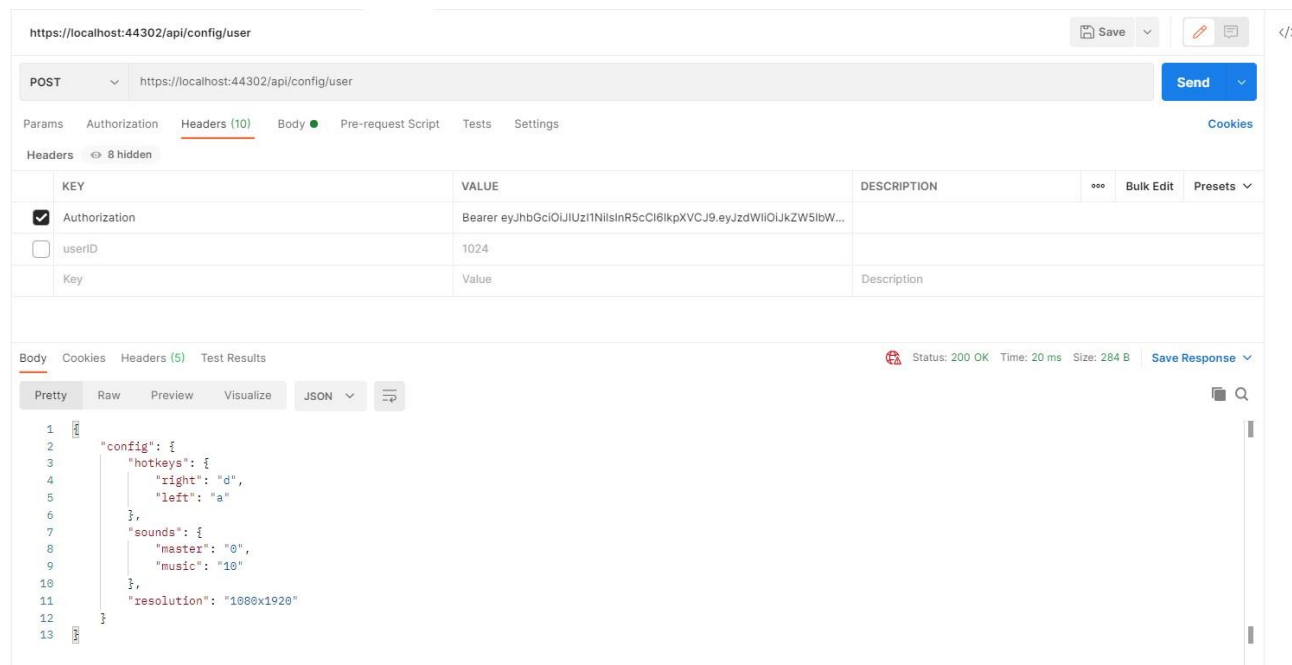 https://localhost:44302/api/config/user Save
POST https://localhost:44302/api/config/user Send
Params Authorization Headers (10) Body Pre-request Script Tests Settings Cookies
Headers 8 hidden
KEY VALUE DESCRIPTION Bulk Edit Presets
Authorization Bearer eyJhbGciOiJIUzI1NiIsInR5cCI6IkpXVCJ9.eyJzdWIiOiJkZW5lbW...
userID 1024
Key Value Description
Body Cookies Headers (5) Test Results Status: 200 OK Time: 20 ms Size: 284 B Save Response
Pretty Raw Preview Visualize JSON
1 {
2 "config": {
3 "hotkeys": {
4 "right": "d",
5 "left": "a"
6 },
7 "sounds": {
8 "master": "0",
9 "music": "10"
10 },
11 "resolution": "1080x1920"
12 }
13 }